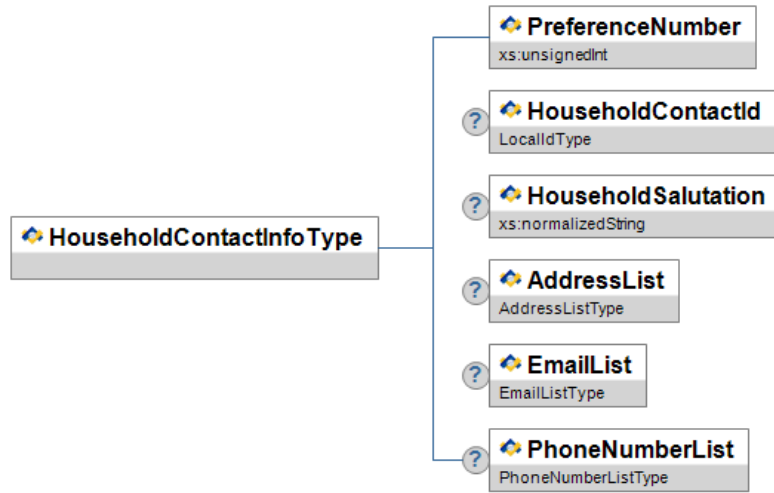 PreferenceNumber
xs:unsignedInt
?
HouseholdContactId
LocalIdType
?
HouseholdSalutation
xs:normalizedString
HouseholdContactInfoType
?
AddressList
AddressListType
?
EmailList
EmailListType
?
PhoneNumberList
PhoneNumberListType